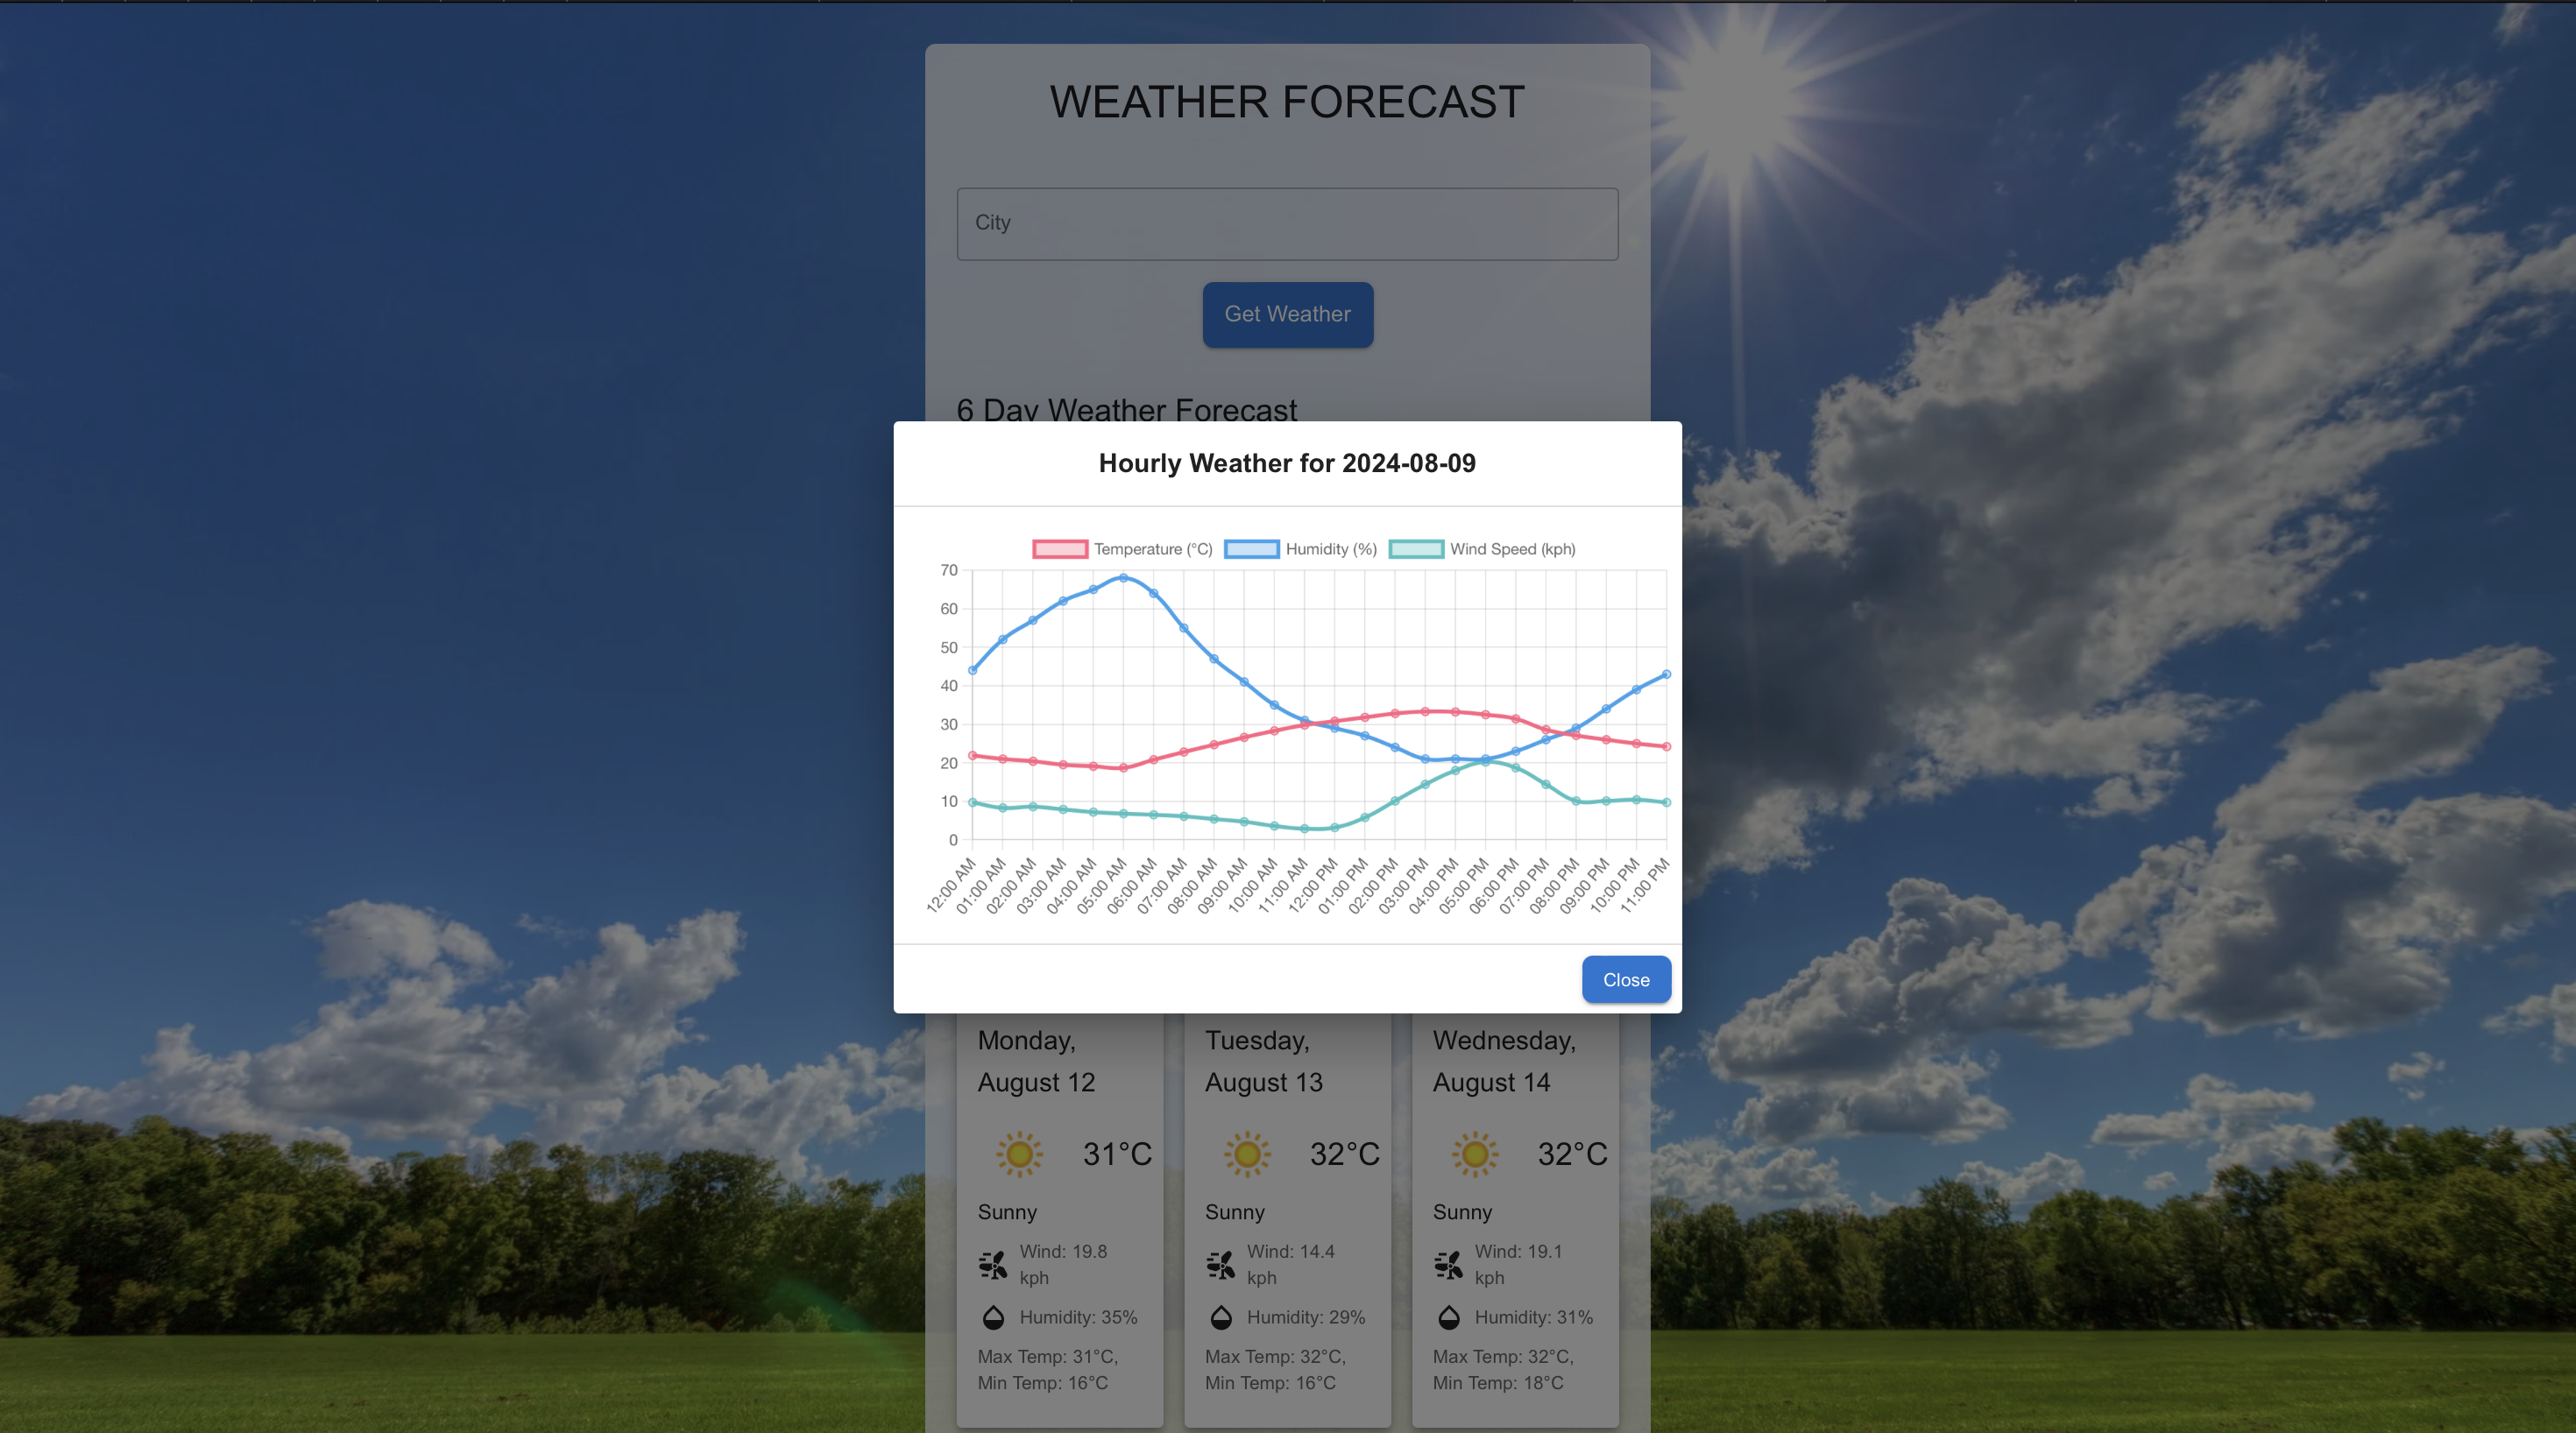 WEATHER FORECAST
City
Get Weather
6 Day Weather Forecast
Hourly Weather for 2024-08-09
Temperature (°C) Humidity (%) Wind Speed (kph)
70
60
50
40
30
20
10
0
12:00 AM 01:00 AM 02:00 AM 03:00 AM 04:00 AM 05:00 AM 06:00 AM 07:00 AM 08:00 AM 09:00 AM 10:00 AM 11:00 AM 12:00 PM 01:00 PM 02:00 PM 03:00 PM 04:00 PM 05:00 PM 06:00 PM 07:00 PM 08:00 PM 09:00 PM 10:00 PM 11:00 PM
Close
Monday,
August 12
31°C
Sunny
Wind: 19.8
kph
Humidity: 35%
Max Temp: 31°C,
Min Temp: 16°C
Tuesday,
August 13
32°C
Sunny
Wind: 14.4
kph
Humidity: 29%
Max Temp: 32°C,
Min Temp: 16°C
Wednesday,
August 14
32°C
Sunny
Wind: 19.1
kph
Humidity: 31%
Max Temp: 32°C,
Min Temp: 18°C